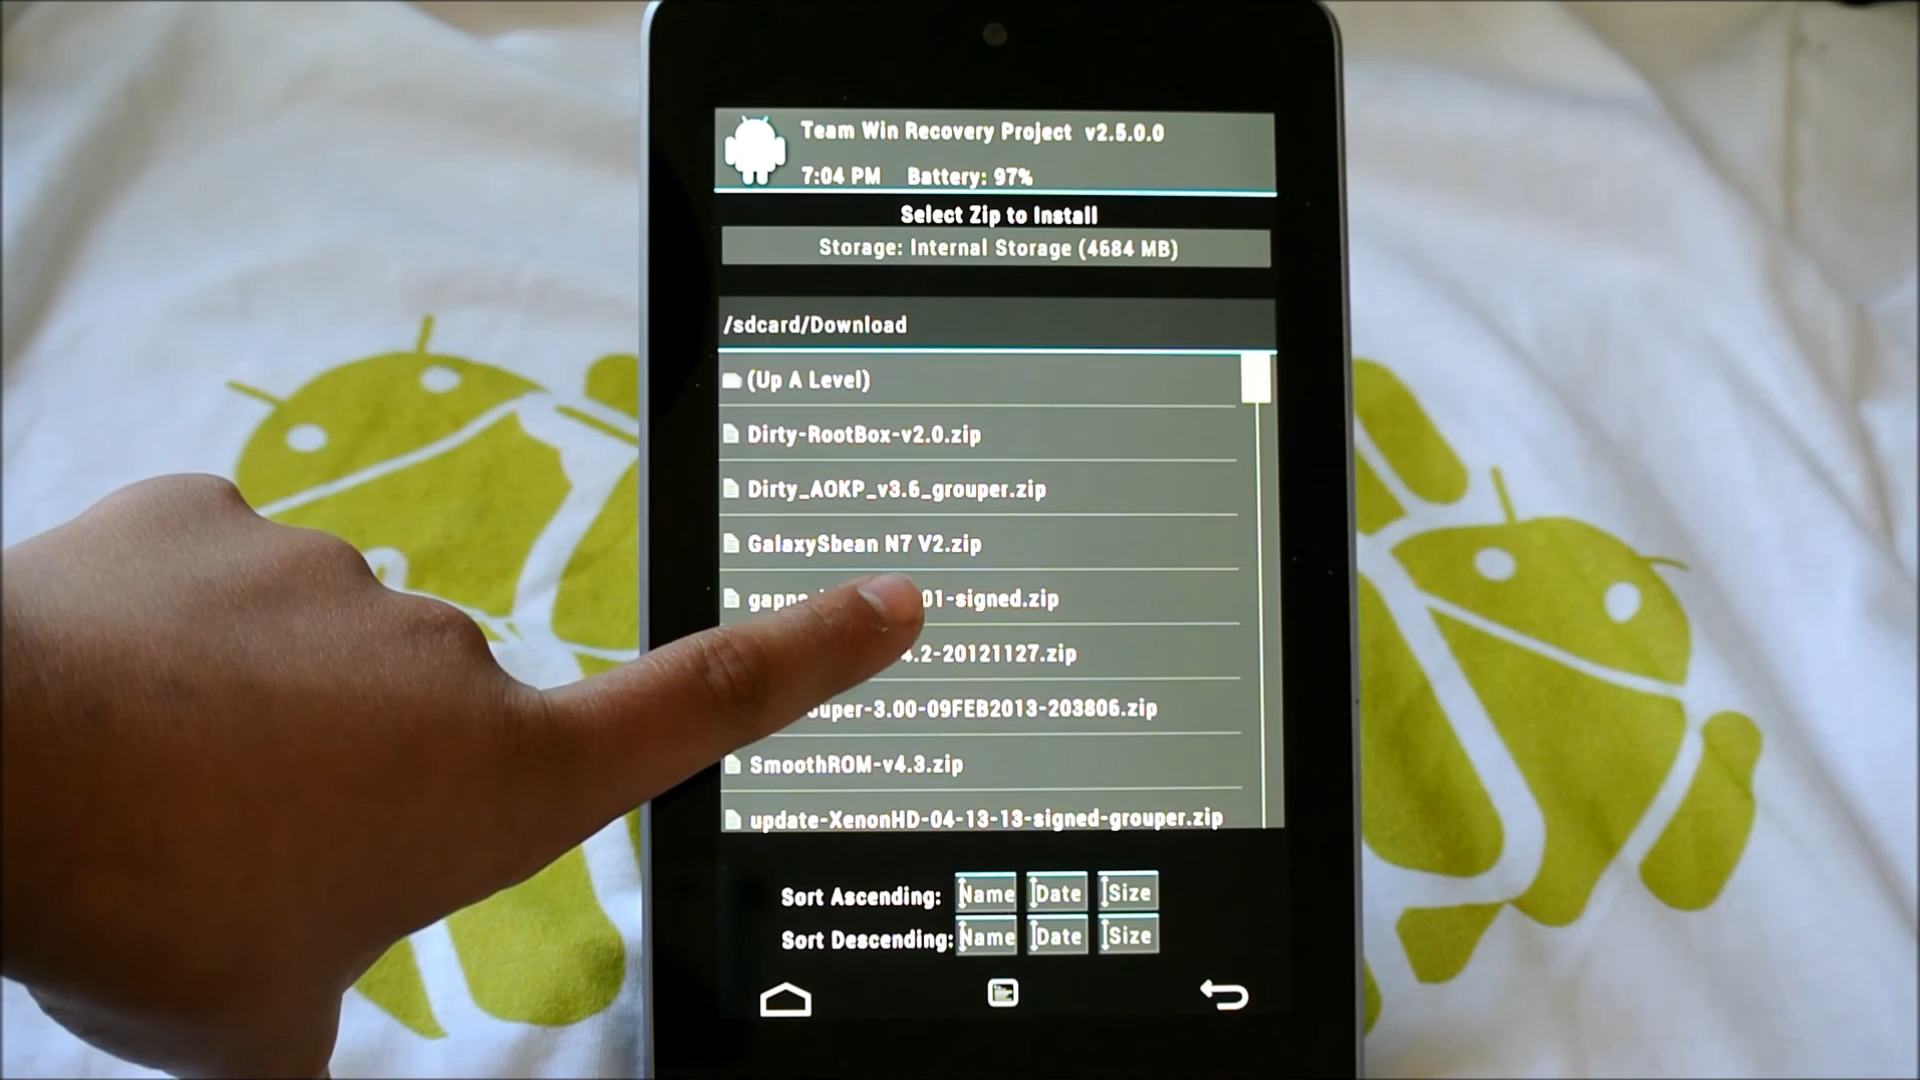 Team Win Recovery Project v2.5.0.0
7:04 PM Battery: 97%
Select Zip to Install
Storage: Internal Storage (4684 MB)
/sdcard/Download
(Up A Level)
Dirty-RootBox-v2.0.zip
Dirty_AOKP_v3.6_grouper.zip
GalaxySbean N7 V2.zip
01-signed.zip
4.2-20121127.zip
ouper-3.00-09FEB2013-203806.zip
SmoothROM-v4.3.zip
update-XenonHD-04-13-13-signed-grouper.zip
Sort Ascending: Name Date Size
Sort Descending: Name Date Size